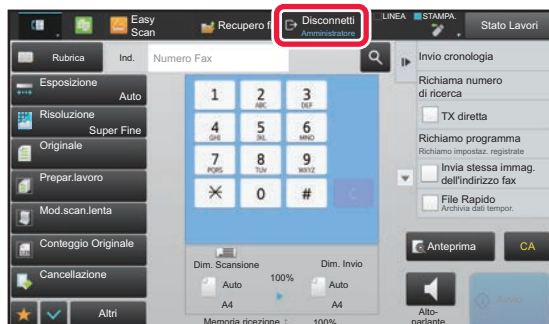 Easy
Scan
Recupero fi
Disconnetti
Amministratore
LINEA
STAMPA.
Stato Lavori
Rubrica
Ind.
Numero Fax
Invio cronologia
Esposizione
Auto
Risoluzione
Super Fine
Originale
Prepar.lavoro
Mod.scan.lenta
Conteggio Originale
Cancellazione
Altri
1
2
ABC
3
DEF
4
GHI
5
JKL
6
MNO
7
PQRS
8
TUV
9
WXYZ
0
#
C
Dim. Scansione
Auto
A4
100%
Dim. Invio
Auto
A4
Memoria ricezione :
100%
Richiama numero
di ricerca
TX diretta
Richiamo programma
Richiamo impostaz. registrate
Invia stessa immag.
dell'indirizzo fax
File Rapido
Archivia dati tempor.
Anteprima
CA
Alto-
parlante
Avvio